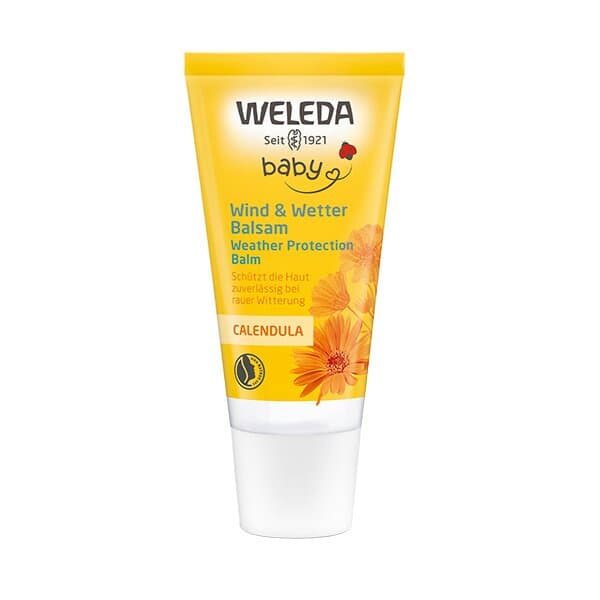 WELEDA
Seit 1921
baby
Wind & Wetter
Balsam
Weather Protection
Balm
Schützt die Haut
zuverlässig bei
rauer Witterung
CALENDULA